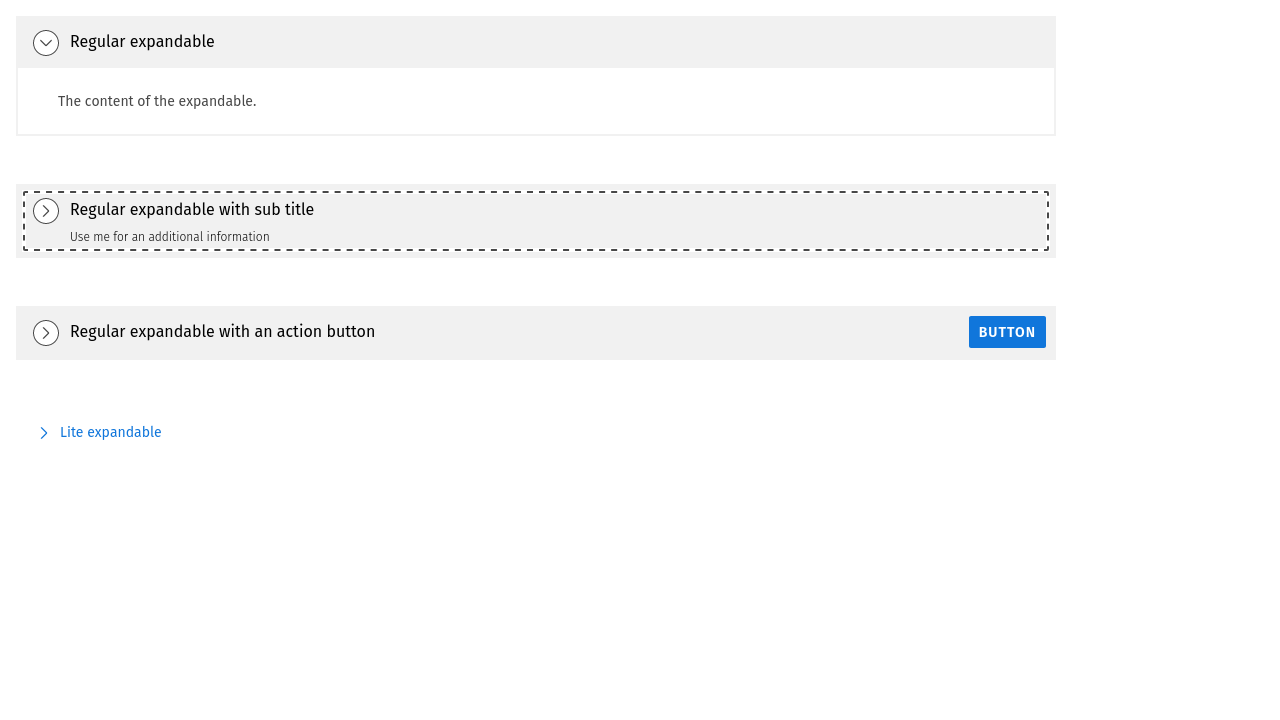 Regular expandable
The content of the expandable.
Regular expandable with sub title
Use me for an additional information
Regular expandable with an action button
BUTTON
Lite expandable